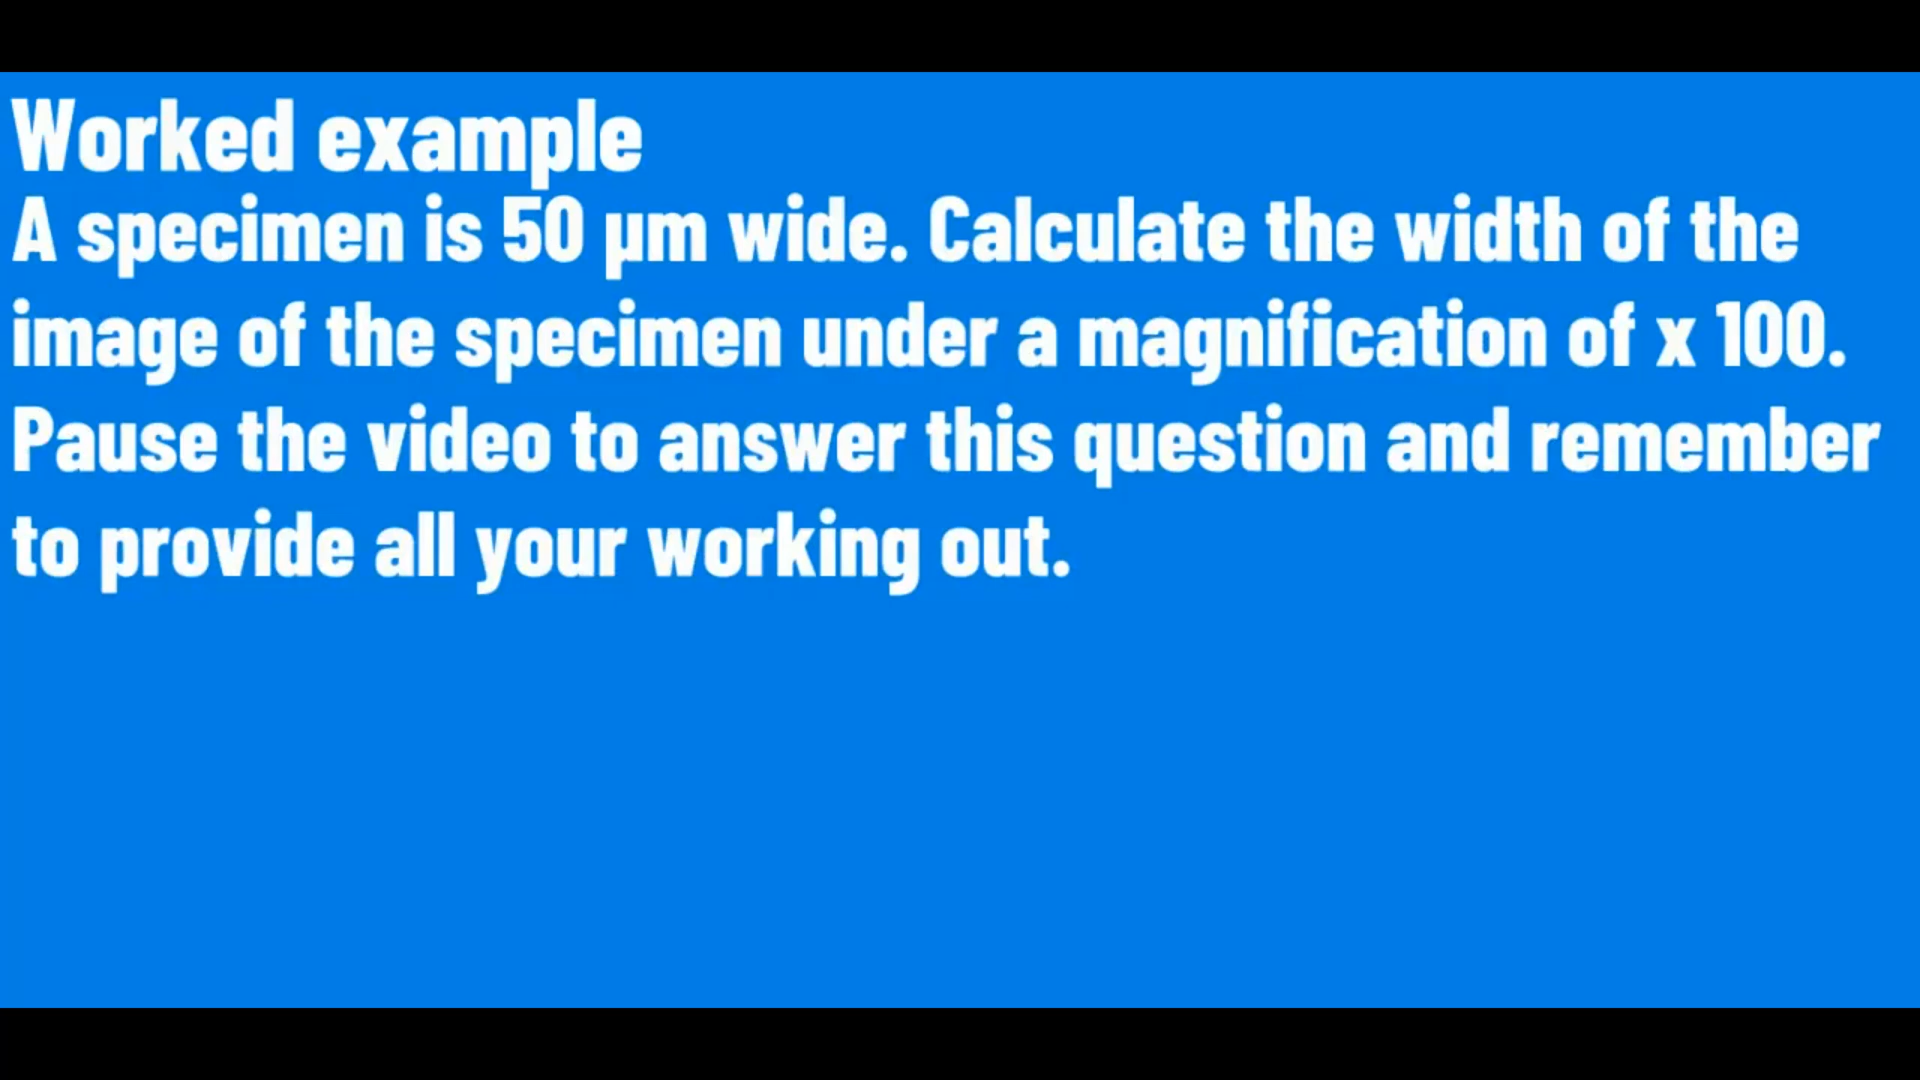 Worked example
A specimen is 50 µm wide. Calculate the width of the
image of the specimen under a magnification of x 100.
Pause the video to answer this question and remember
to provide all your working out.